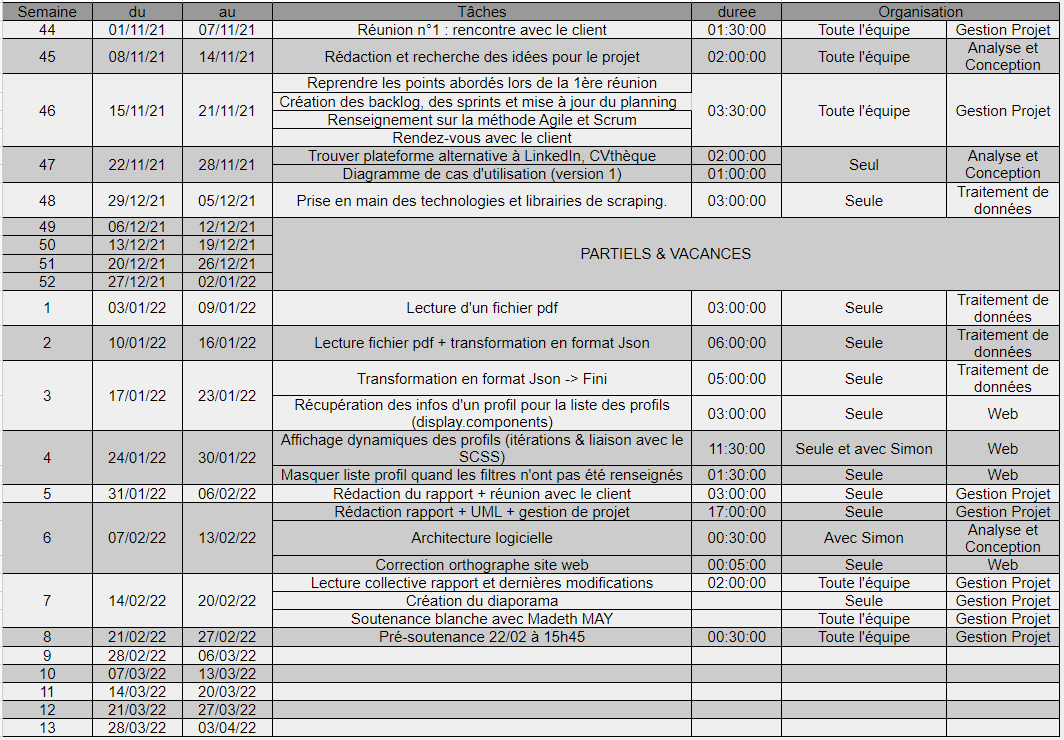 Semaine du au Tâches duree Organisation
44 01/11/21 07/11/21 Réunion n°1 : rencontre avec le client 01:30:00 Toute l'équipe Gestion Projet
45 08/11/21 14/11/21 Rédaction et recherche des idées pour le projet 02:00:00 Toute l'équipe Analyse et
Conception
46 15/11/21 21/11/21 Reprendre les points abordés lors de la 1ère réunion 03:30:00 Toute l'équipe Gestion Projet
Création des backlog, des sprints et mise à jour du planning
Renseignement sur la méthode Agile et Scrum
Rendez-vous avec le client
47 22/11/21 28/11/21 Trouver plateforme alternative à LinkedIn, CVthèque 02:00:00 Seul Analyse et
Conception
Diagramme de cas d'utilisation (version 1) 01:00:00
48 29/12/21 05/12/21 Prise en main des technologies et librairies de scraping. 03:00:00 Seule Traitement de
données
49 06/12/21 12/12/21 PARTIELS & VACANCES
50 13/12/21 19/12/21
51 20/12/21 26/12/21
52 27/12/21 02/01/22
1 03/01/22 09/01/22 Lecture d'un fichier pdf 03:00:00 Seule Traitement de
données
2 10/01/22 16/01/22 Lecture fichier pdf + transformation en format Json 06:00:00 Seule Traitement de
données
3 17/01/22 23/01/22 Transformation en format Json -> Fini 05:00:00 Seule Traitement de
données
Récupération des infos d'un profil pour la liste des profils
(display.components) 03:00:00 Seule Web
4 24/01/22 30/01/22 Affichage dynamiques des profils (itérations & liaison avec le
SCSS) 11:30:00 Seule et avec Simon Web
Masquer liste profil quand les filtres n'ont pas été renseignés 01:30:00 Seule Web
5 31/01/22 06/02/22 Rédaction du rapport + réunion avec le client 03:00:00 Seule Gestion Projet
6 07/02/22 13/02/22 Rédaction rapport + UML + gestion de projet 17:00:00 Seule Gestion Projet
Architecture logicielle 00:30:00 Avec Simon Analyse et
Conception
Correction orthographe site web 00:05:00 Seule Web
7 14/02/22 20/02/22 Lecture collective rapport et dernières modifications 02:00:00 Toute l'équipe Gestion Projet
Création du diaporama Seule Gestion Projet
Soutenance blanche avec Madeth MAY Toute l'équipe Gestion Projet
8 21/02/22 27/02/22 Pré-soutenance 22/02 à 15h45 00:30:00 Toute l'équipe Gestion Projet
9 28/02/22 06/03/22
10 07/03/22 13/03/22
11 14/03/22 20/03/22
12 21/03/22 27/03/22
13 28/03/22 03/04/22